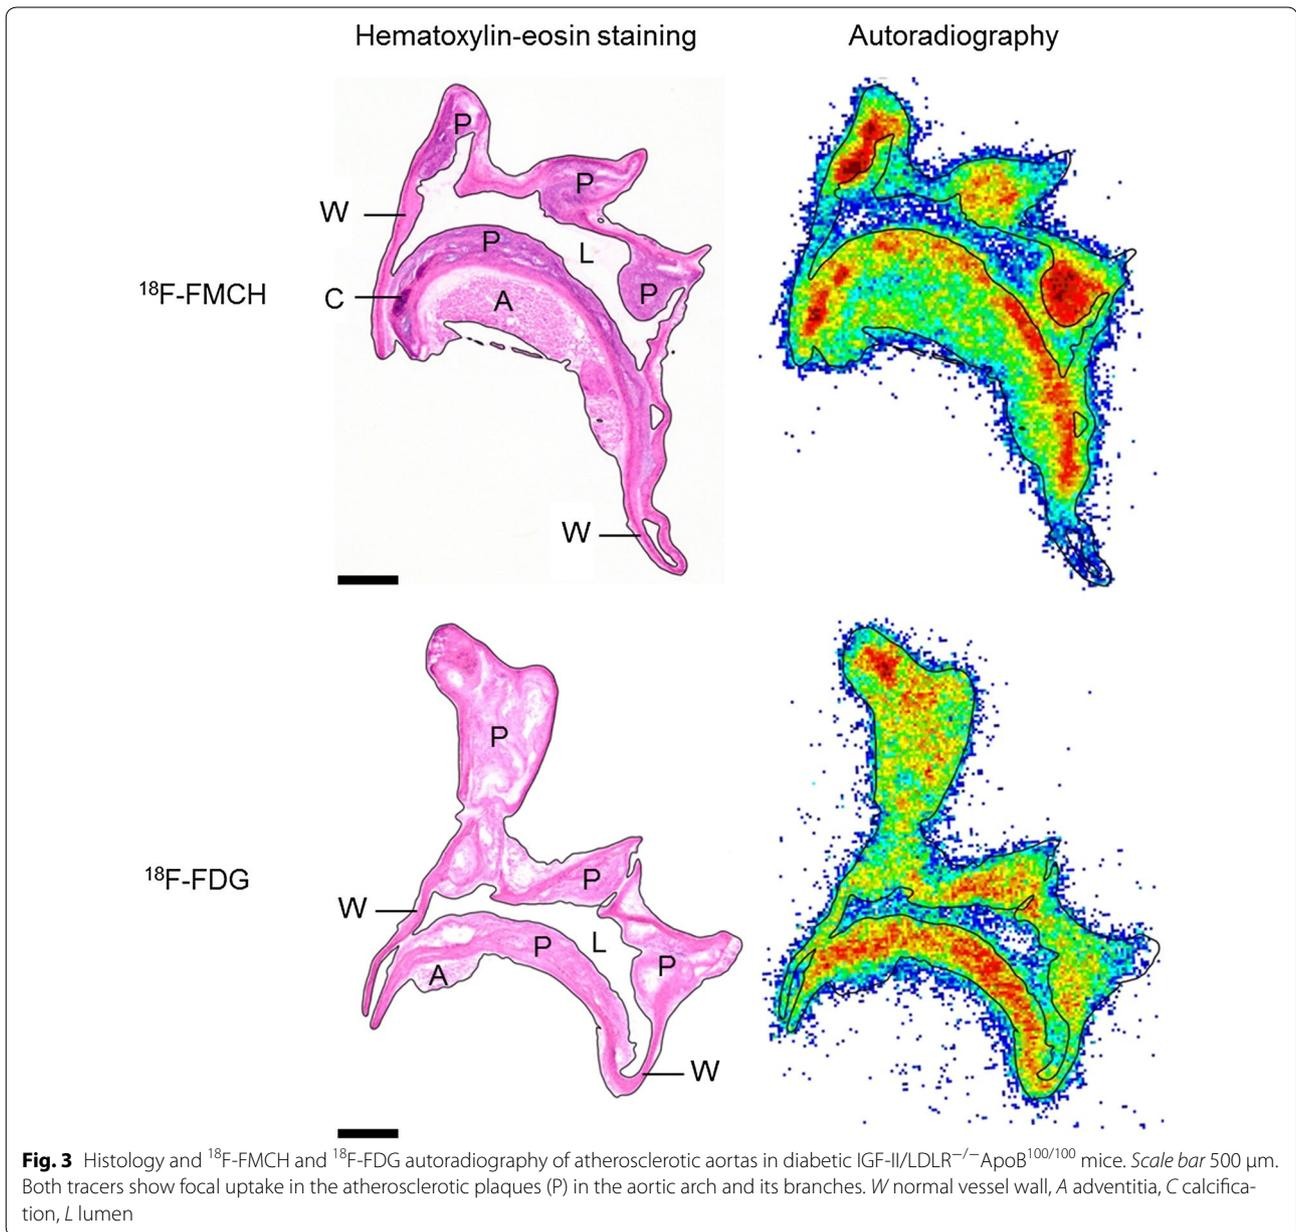 Hematoxylin-eosin staining Autoradiography
P
P
W
P
L
¹⁸F-FMCH
C
A
P
W
P
¹⁸F-FDG
P
W
P
L
A
P
W
Fig. 3 Histology and ¹⁸F-FMCH and ¹⁸F-FDG autoradiography of atherosclerotic aortas in diabetic IGF-II/LDLR⁻/⁻ApoB¹⁰⁰/¹⁰⁰ mice. Scale bar 500 µm.
Both tracers show focal uptake in the atherosclerotic plaques (P) in the aortic arch and its branches. W normal vessel wall, A adventitia, C calcifica-
tion, L lumen